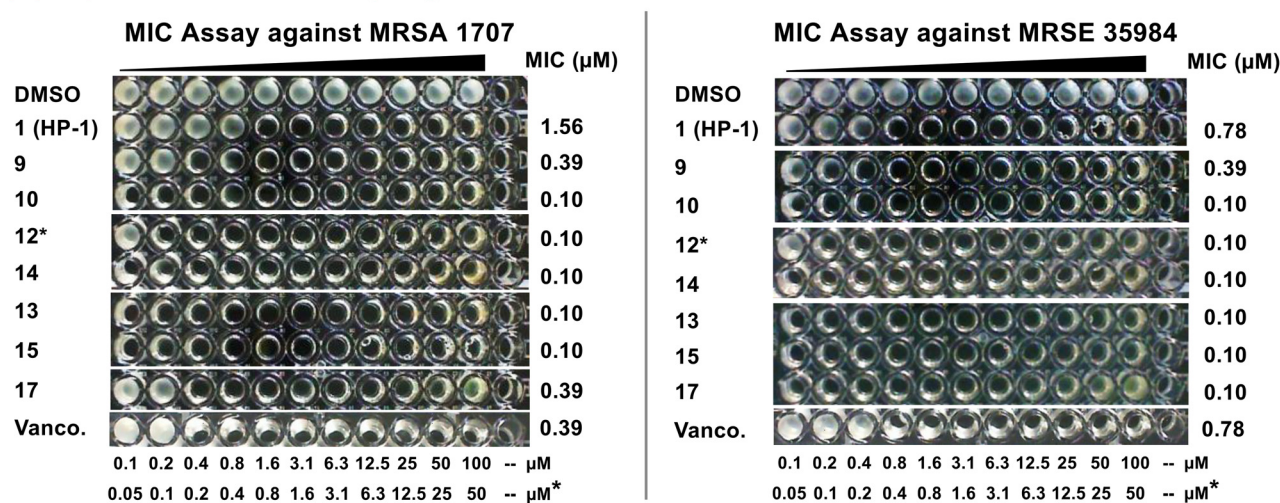 MIC Assay against MRSA 1707
MIC (µM)
DMSO
1 (HP-1) 1.56
9 0.39
10 0.10
12* 0.10
14 0.10
13 0.10
15 0.10
17 0.39
Vanco. 0.39
0.1 0.2 0.4 0.8 1.6 3.1 6.3 12.5 25 50 100 -- µM
0.05 0.1 0.2 0.4 0.8 1.6 3.1 6.3 12.5 25 50 -- µM*
MIC Assay against MRSE 35984
MIC (µM)
DMSO
1 (HP-1) 0.78
9 0.39
10 0.10
12* 0.10
14 0.10
13 0.10
15 0.10
17 0.10
Vanco. 0.78
0.1 0.2 0.4 0.8 1.6 3.1 6.3 12.5 25 50 100 -- µM
0.05 0.1 0.2 0.4 0.8 1.6 3.1 6.3 12.5 25 50 -- µM*